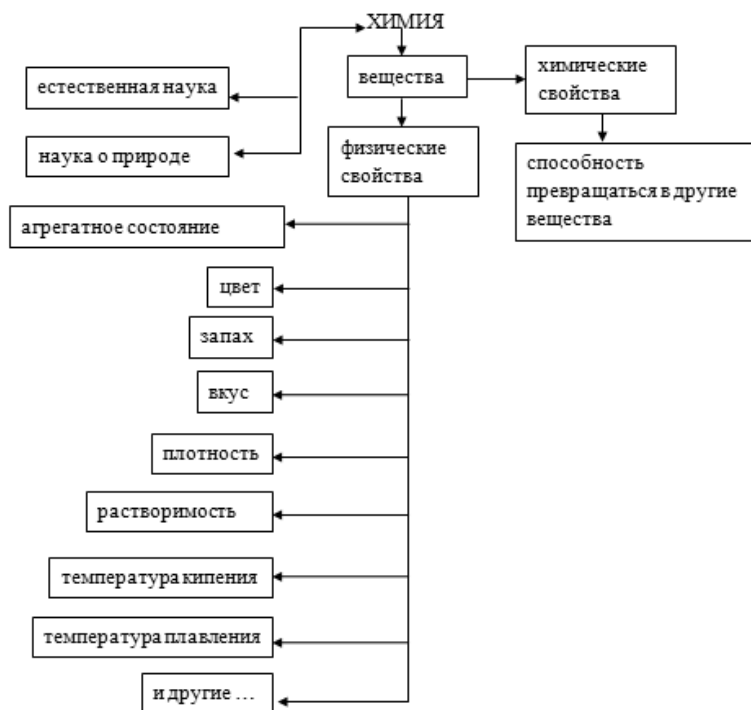 ХИМИЯ
естественная наука
вещества
химические
свойства
наука о природе
физические
свойства
способность
превращаться в другие
вещества
агрегатное состояние
цвет
запах
вкус
плотность
растворимость
температура кипения
температура плавления
и другие ...